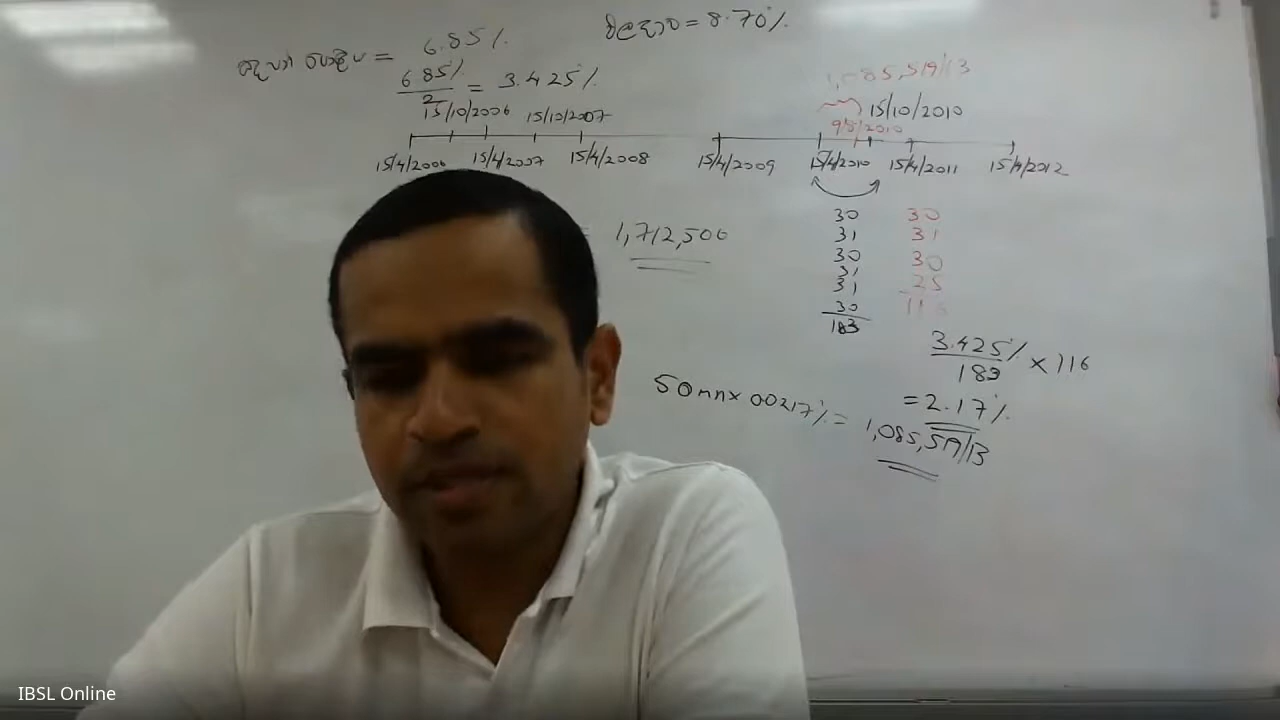 6.85%
8.70%
6.85% / 2 = 3.425%
1,085,519/13
15/10/2006 15/10/2007 15/10/2010
9/8/2010
15/4/2006 15/4/2007 15/4/2008 15/4/2009 15/4/2010 15/4/2011 15/4/2012
= 1,712,500
30 30
31 31
30 30
31 25
31 116
30
183
3.425% / 183 × 116
= 2.17%
50mn× 00217% = 1,085,519/13
IBSL Online